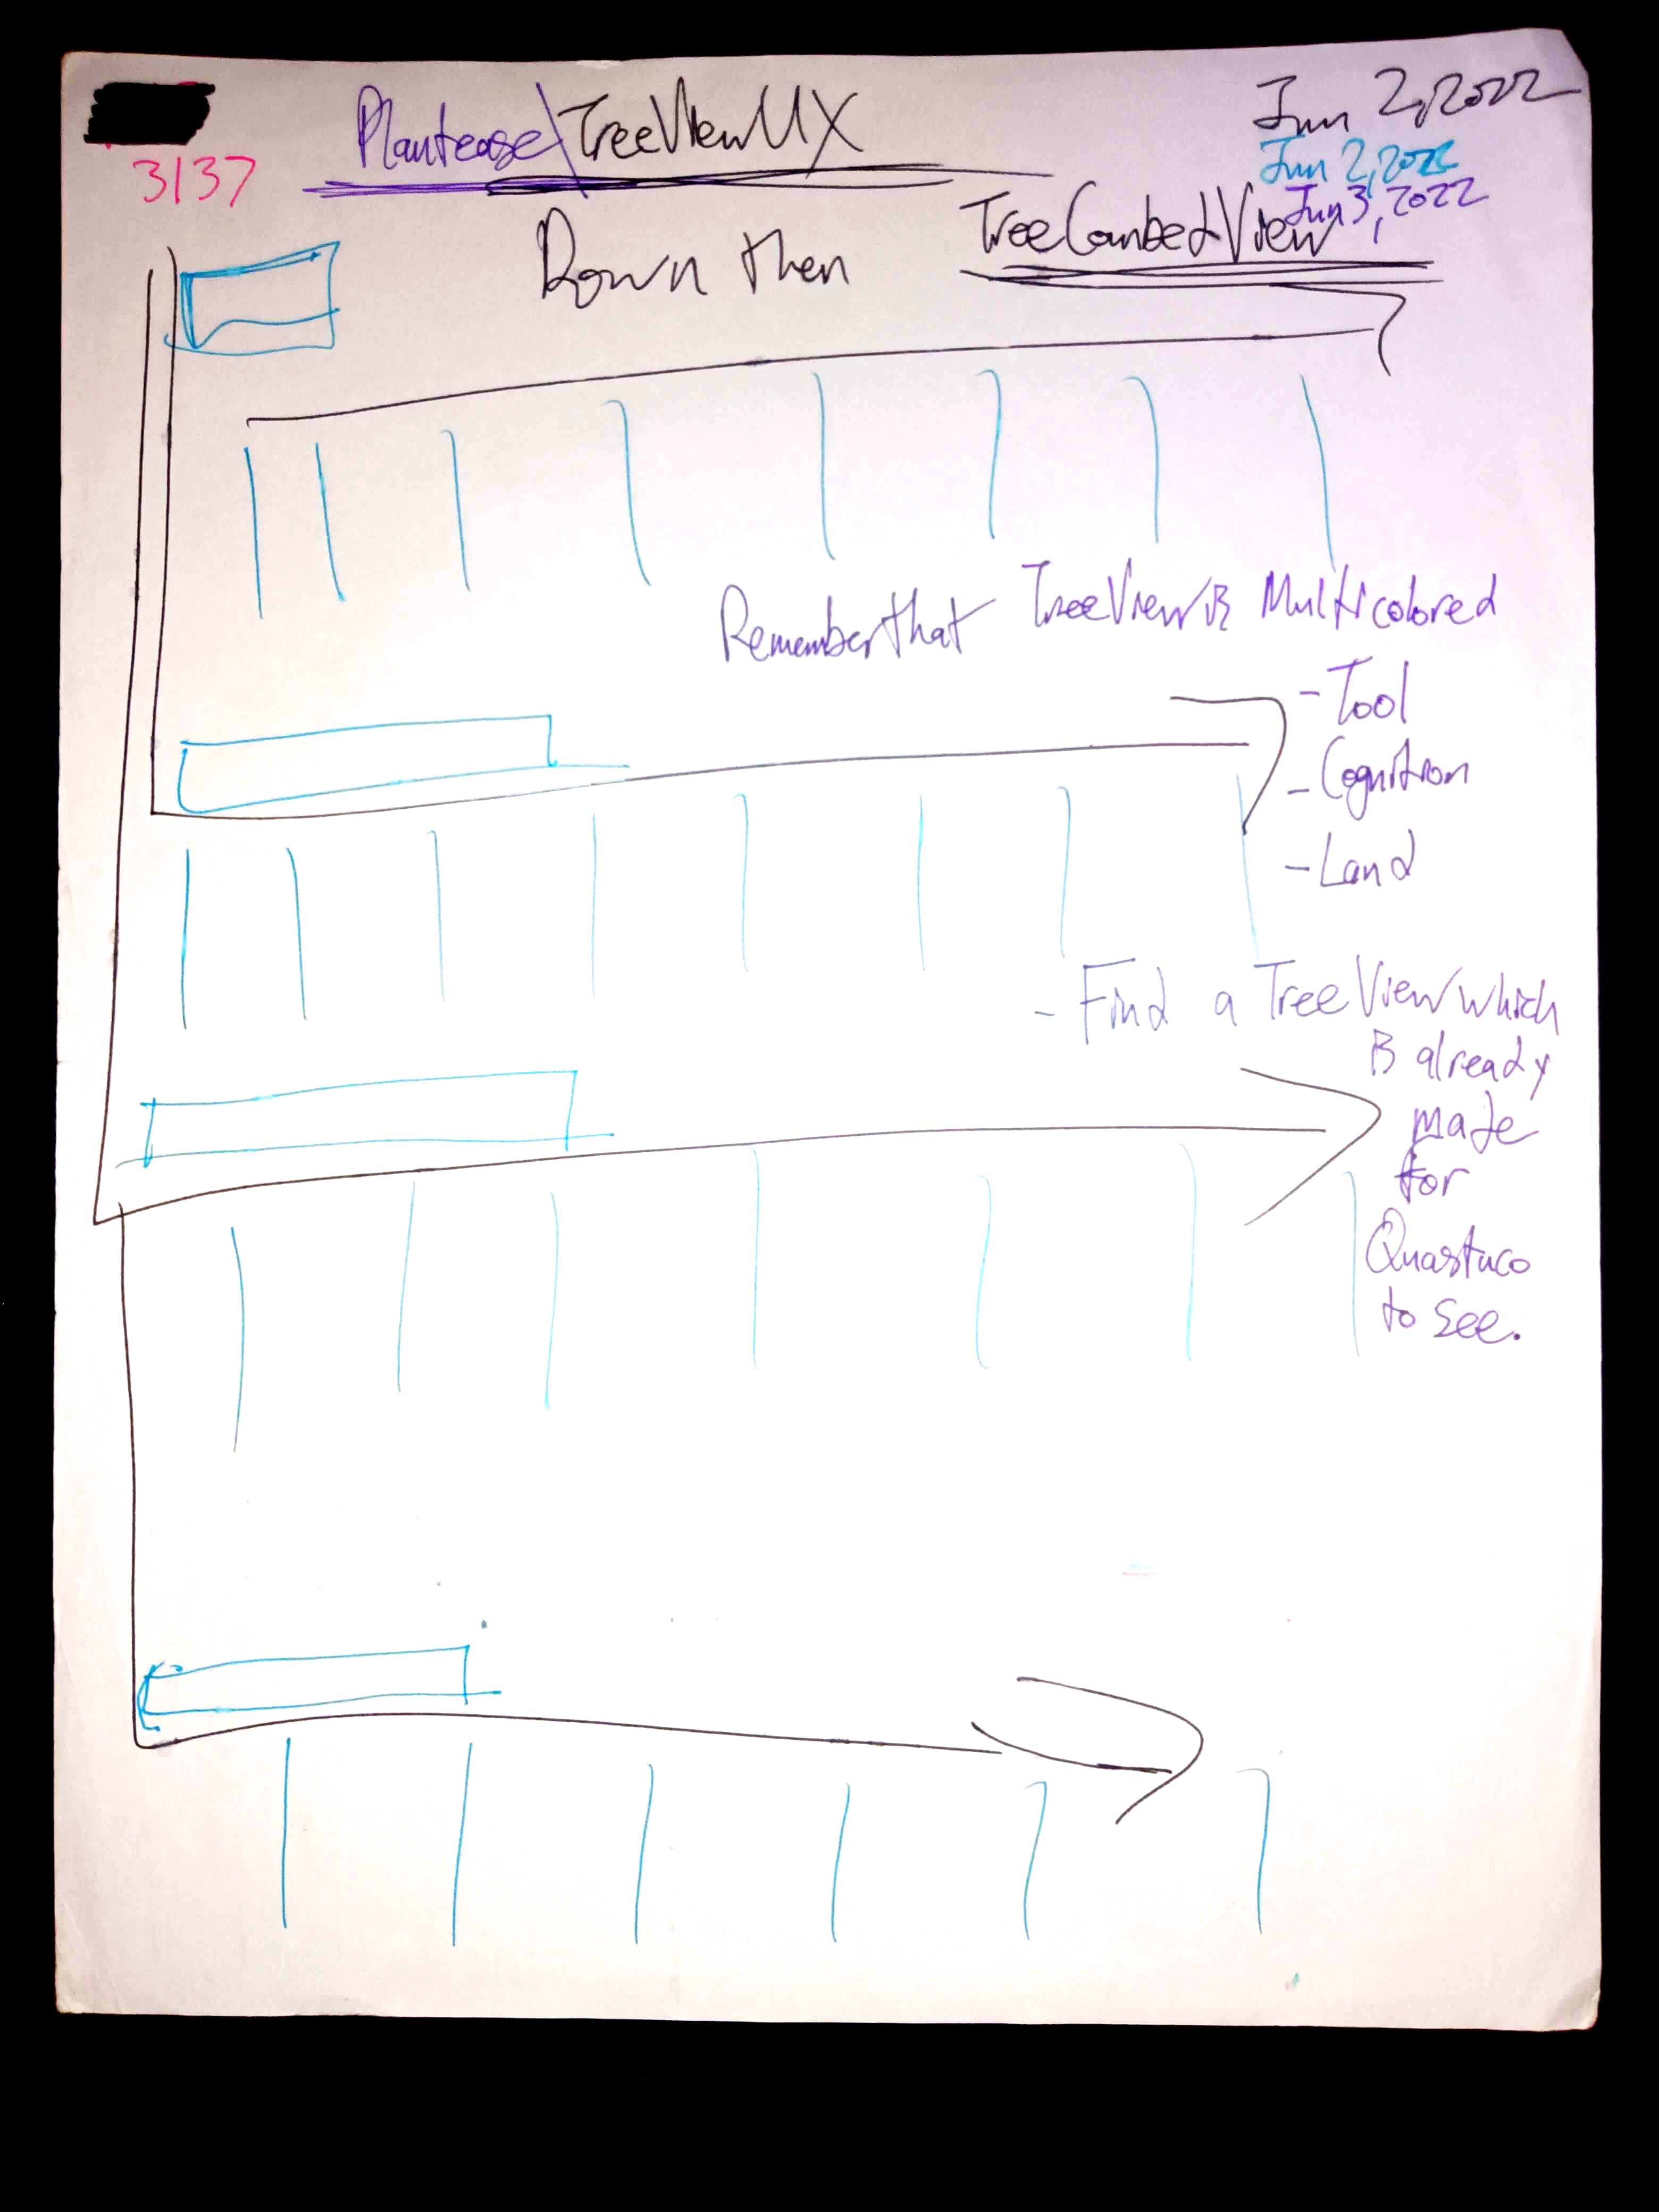 3137
Plantease\TreeViewUX
Jun 2, 2022
Jun 2, 2022
Jun 3, 2022
Down then
TreeCombedView
Remember that TreeView is Multicolored
- Tool
- Cognition
- Land
- Find a TreeView which
is already
made
for
Quastuco
to see.